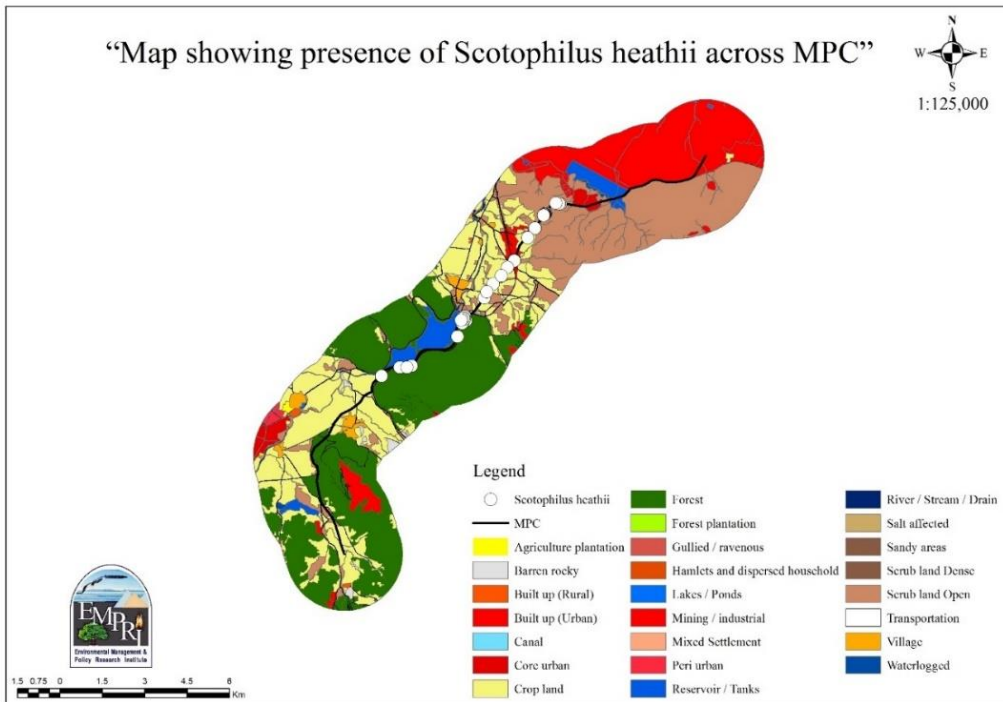 “Map showing presence of Scotophilus heathii across MPC”
N
W E
S
1:125,000
Legend
Scotophilus heathii
MPC
Agriculture plantation
Barren rocky
Built up (Rural)
Built up (Urban)
Canal
Core urban
Crop land
Forest
Forest plantation
Gullied / ravenous
Hamlets and dispersed household
Lakes / Ponds
Mining / industrial
Mixed Settlement
Peri urban
Reservoir / Tanks
River / Stream / Drain
Salt affected
Sandy areas
Scrub land Dense
Scrub land Open
Transportation
Village
Waterlogged
EMPRI
Environmental Management &
Policy Research Institute
1.5 0.75 0 1.5 3 4.5 6
Km